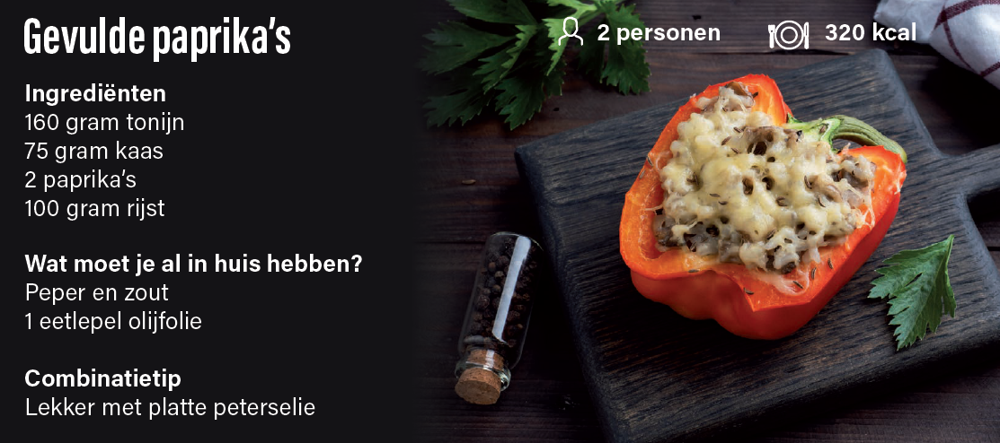 Gevulde paprika's
2 personen
320 kcal
Ingrediënten
160 gram tonijn
75 gram kaas
2 paprika's
100 gram rijst
Wat moet je al in huis hebben?
Peper en zout
1 eetlepel olijfolie
Combinatietip
Lekker met platte peterselie